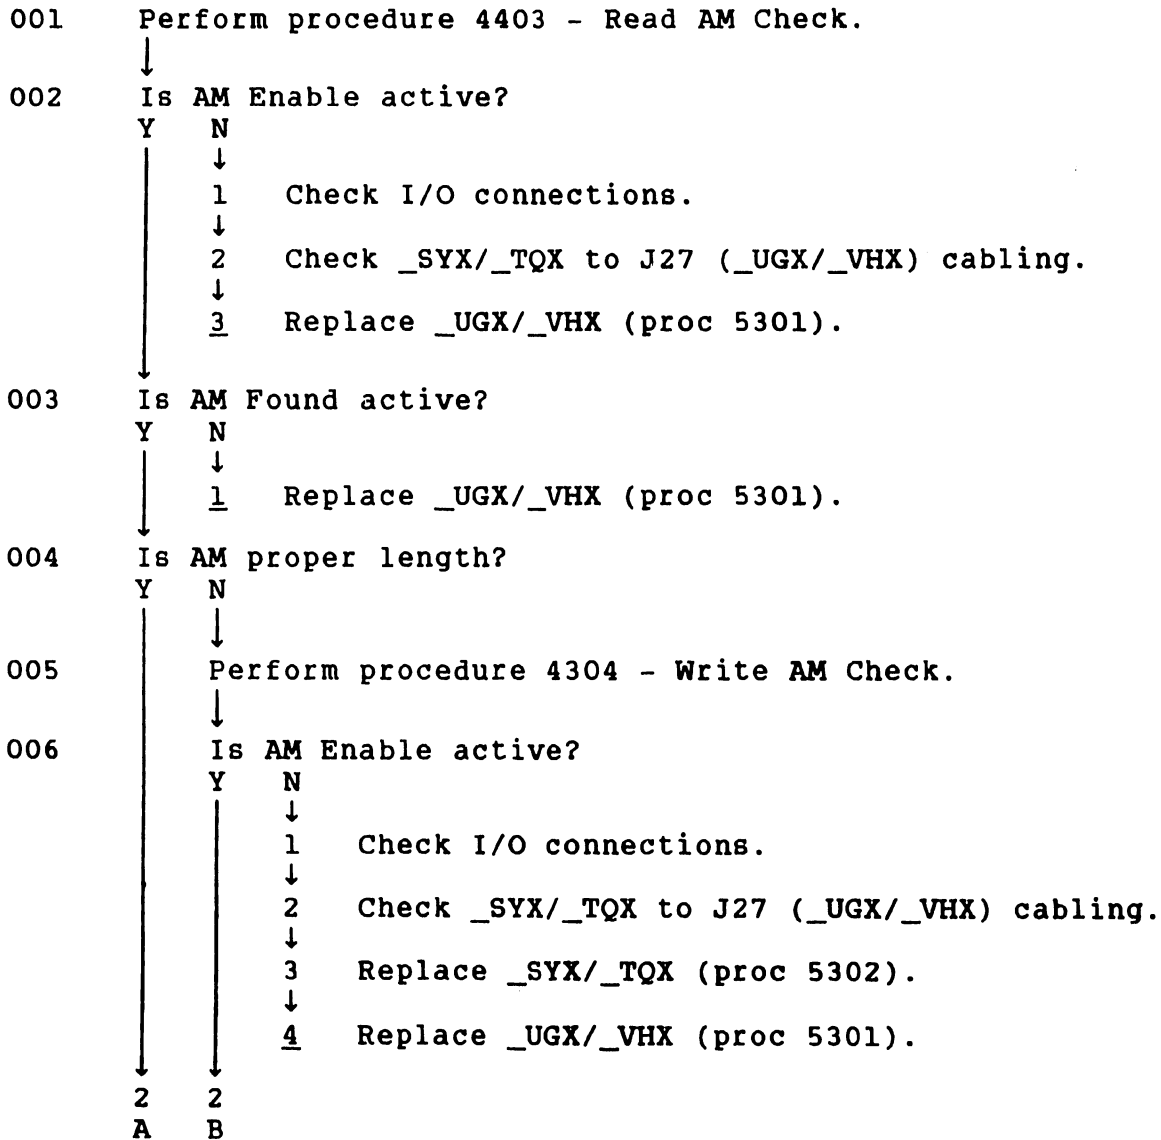 001 Perform procedure 4403 - Read AM Check.
002 Is AM Enable active?
Y N
1 Check I/O connections.
2 Check _SYX/_TQX to J27 (_UGX/_VHX) cabling.
3 Replace _UGX/_VHX (proc 5301).
003 Is AM Found active?
Y N
1 Replace _UGX/_VHX (proc 5301).
004 Is AM proper length?
Y N
005 Perform procedure 4304 - Write AM Check.
006 Is AM Enable active?
Y N
1 Check I/O connections.
2 Check _SYX/_TQX to J27 (_UGX/_VHX) cabling.
3 Replace _SYX/_TQX (proc 5302).
4 Replace _UGX/_VHX (proc 5301).
2 2
A B